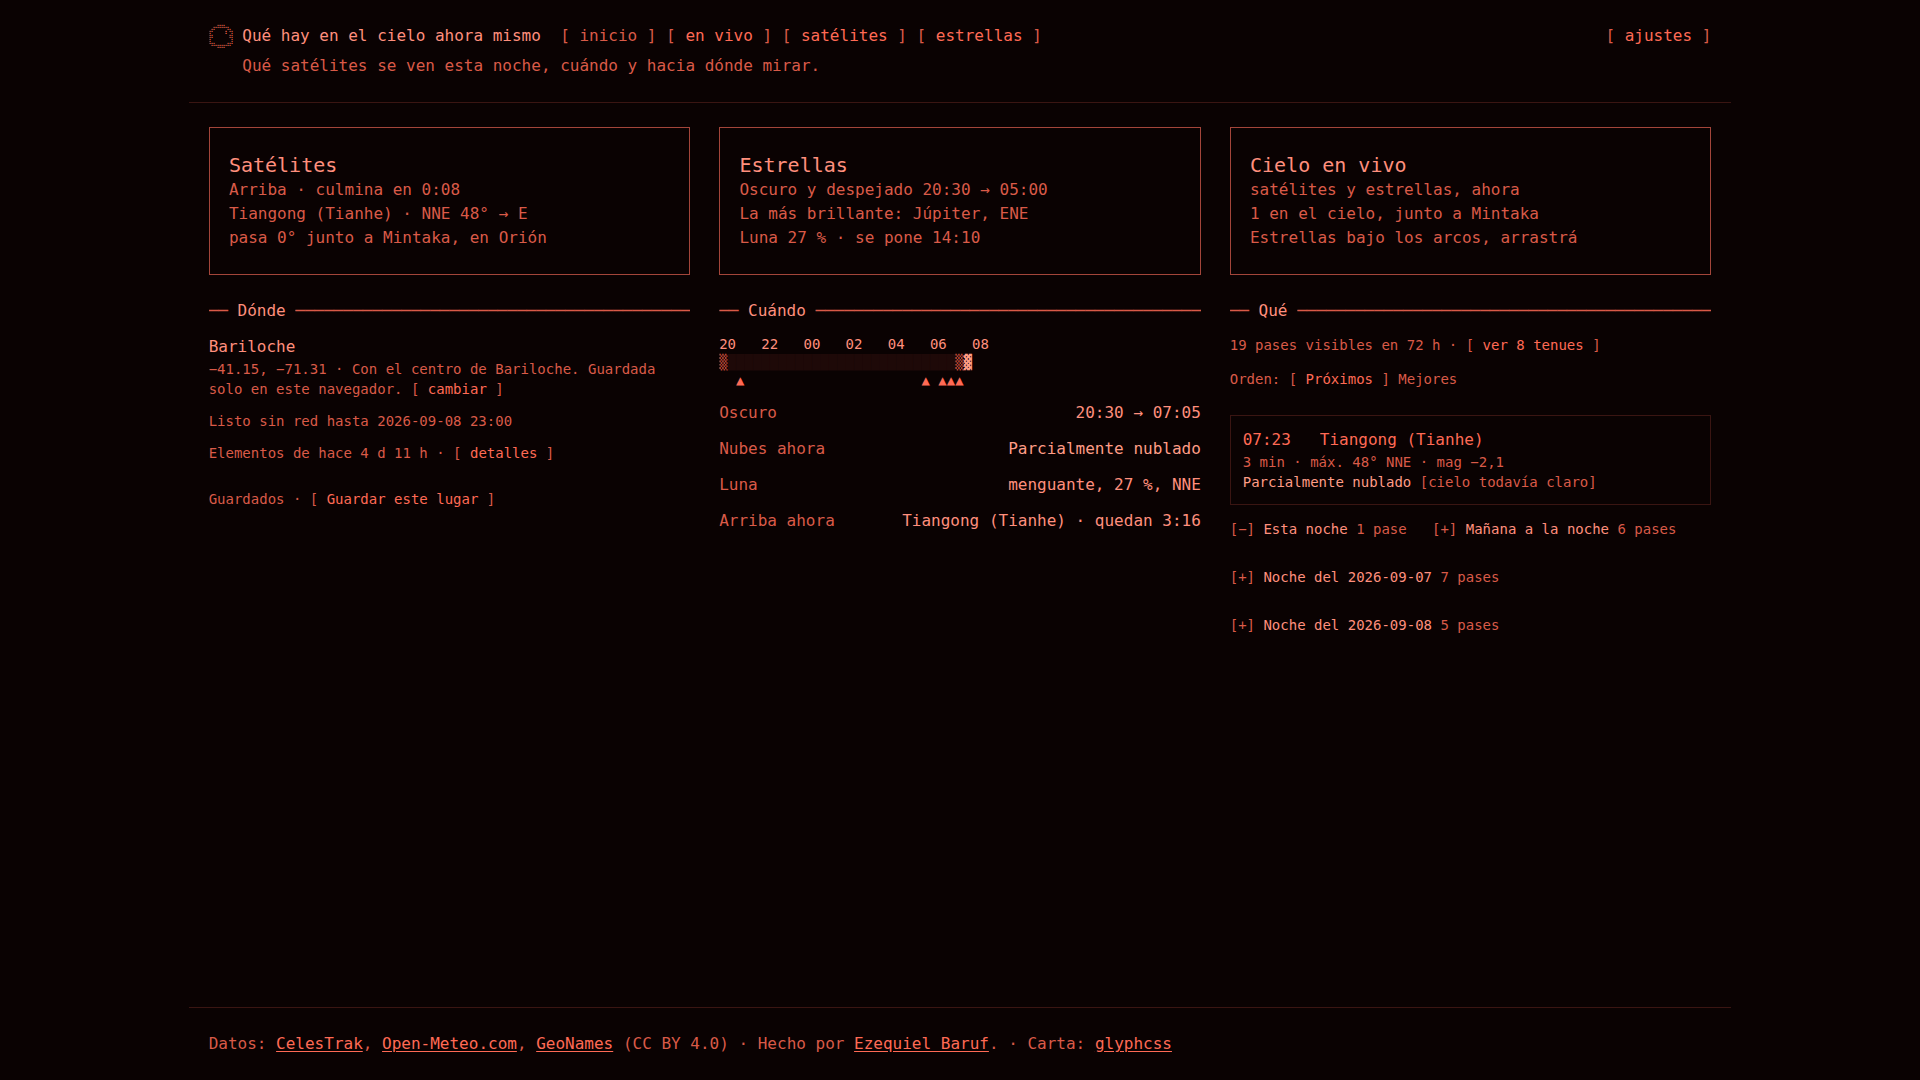 Qué hay en el cielo ahora mismo [ inicio ] [ en vivo ] [ satélites ] [ estrellas ]
[ ajustes ]
Qué satélites se ven esta noche, cuándo y hacia dónde mirar.
Satélites
Arriba · culmina en 0:08
Tiangong (Tianhe) · NNE 48° → E
pasa 0° junto a Mintaka, en Orión
Estrellas
Oscuro y despejado 20:30 → 05:00
La más brillante: Júpiter, ENE
Luna 27 % · se pone 14:10
Cielo en vivo
satélites y estrellas, ahora
1 en el cielo, junto a Mintaka
Estrellas bajo los arcos, arrastrá
Dónde
Bariloche
−41.15, −71.31 · Con el centro de Bariloche. Guardada
solo en este navegador. [ cambiar ]
Listo sin red hasta 2026-09-08 23:00
Elementos de hace 4 d 11 h · [ detalles ]
Guardados · [ Guardar este lugar ]
Cuándo
20 22 00 02 04 06 08
Oscuro 20:30 → 07:05
Nubes ahora Parcialmente nublado
Luna menguante, 27 %, NNE
Arriba ahora Tiangong (Tianhe) · quedan 3:16
Qué
19 pases visibles en 72 h · [ ver 8 tenues ]
Orden: [ Próximos ] Mejores
07:23 Tiangong (Tianhe)
3 min · máx. 48° NNE · mag −2,1
Parcialmente nublado [cielo todavía claro]
[−] Esta noche 1 pase [+] Mañana a la noche 6 pases
[+] Noche del 2026-09-07 7 pases
[+] Noche del 2026-09-08 5 pases
Datos: CelesTrak, Open-Meteo.com, GeoNames (CC BY 4.0) · Hecho por Ezequiel Baruf. · Carta: glyphcss